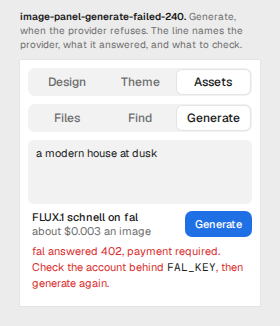 image-panel-generate-failed-240. Generate,
when the provider refuses. The line names the
provider, what it answered, and what to check.
Design Theme Assets
Files Find Generate
a modern house at dusk
FLUX.1 schnell on fal
about $0.003 an image
Generate
fal answered 402, payment required.
Check the account behind FAL_KEY, then
generate again.